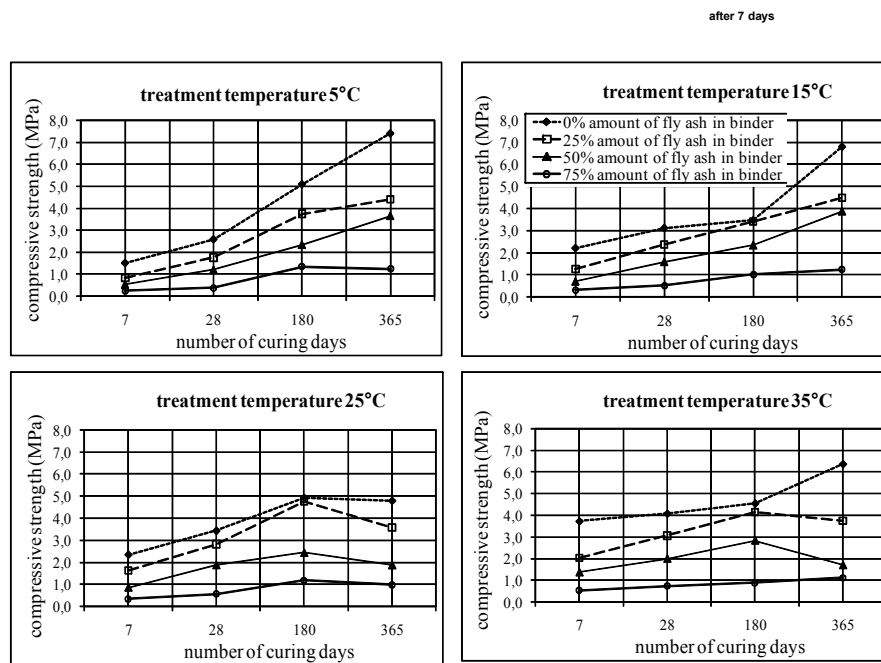 after 7 days
treatment temperature 5°C
compressive strength (MPa)
8,0
7,0
6,0
5,0
4,0
3,0
2,0
1,0
0,0
7 28 180 365
number of curing days
treatment temperature 15°C
compressive strength (MPa)
8,0
7,0
6,0
5,0
4,0
3,0
2,0
1,0
0,0
0% amount of fly ash in binder
25% amount of fly ash in binder
50% amount of fly ash in binder
75% amount of fly ash in binder
7 28 180 365
number of curing days
treatment temperature 25°C
compressive strength (MPa)
8,0
7,0
6,0
5,0
4,0
3,0
2,0
1,0
0,0
7 28 180 365
number of curing days
treatment temperature 35°C
compressive strength (MPa)
8,0
7,0
6,0
5,0
4,0
3,0
2,0
1,0
0,0
7 28 180 365
number of curing days